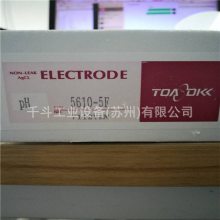 NON-LEAK
AgCl ELECTRODE
TOA DKK
pH 5610-5F
千斗工业设备(苏州)有限公司